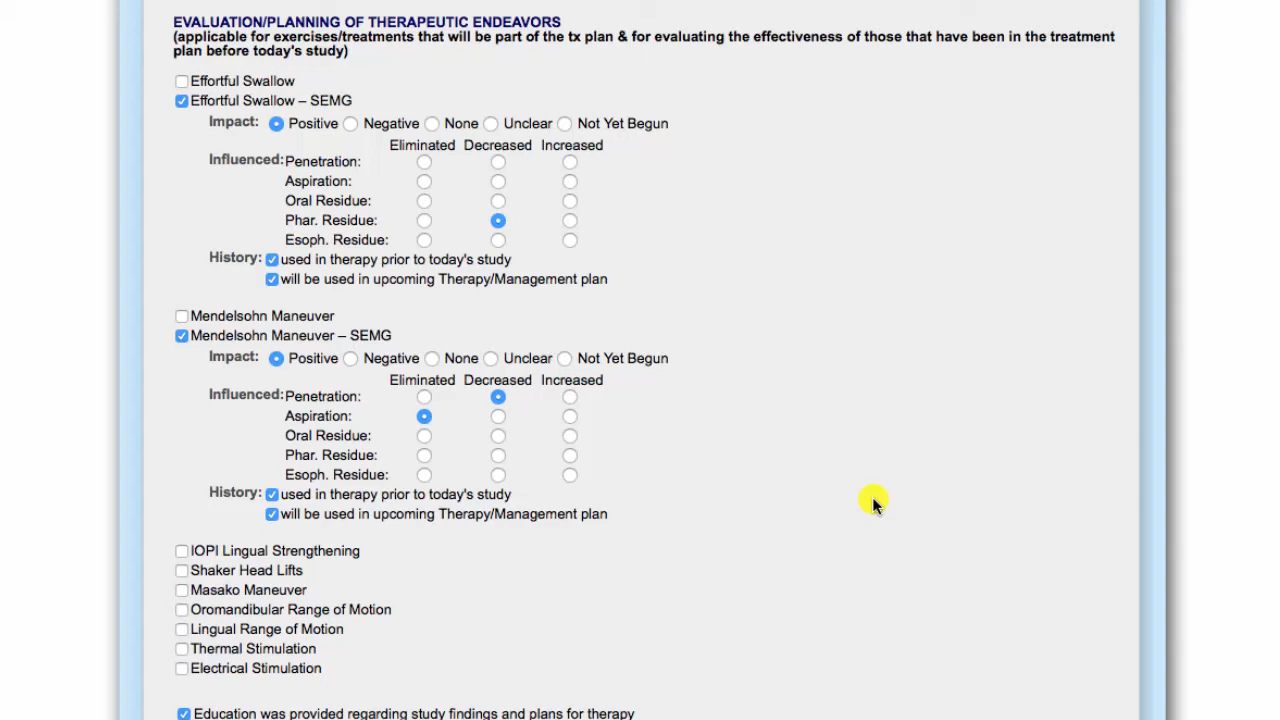 EVALUATION/PLANNING OF THERAPEUTIC ENDEAVORS
(applicable for exercises/treatments that will be part of the tx plan & for evaluating the effectiveness of those that have been in the treatment
plan before today's study)
Effortful Swallow
Effortful Swallow – SEMG
Impact: Positive Negative None Unclear Not Yet Begun
Eliminated Decreased Increased
Influenced: Penetration:
Aspiration:
Oral Residue:
Phar. Residue:
Esoph. Residue:
History: used in therapy prior to today's study
will be used in upcoming Therapy/Management plan
Mendelsohn Maneuver
Mendelsohn Maneuver – SEMG
Impact: Positive Negative None Unclear Not Yet Begun
Eliminated Decreased Increased
Influenced: Penetration:
Aspiration:
Oral Residue:
Phar. Residue:
Esoph. Residue:
History: used in therapy prior to today's study
will be used in upcoming Therapy/Management plan
IOPI Lingual Strengthening
Shaker Head Lifts
Masako Maneuver
Oromandibular Range of Motion
Lingual Range of Motion
Thermal Stimulation
Electrical Stimulation
Education was provided regarding study findings and plans for therapy